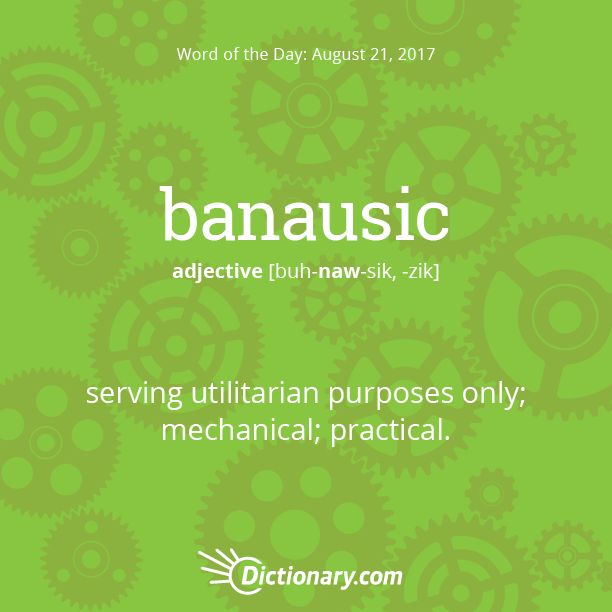 Word of the Day: August 21, 2017
banausic
adjective [buh-naw-sik, -zik]
serving utilitarian purposes only;
mechanical; practical.
Dictionary.com